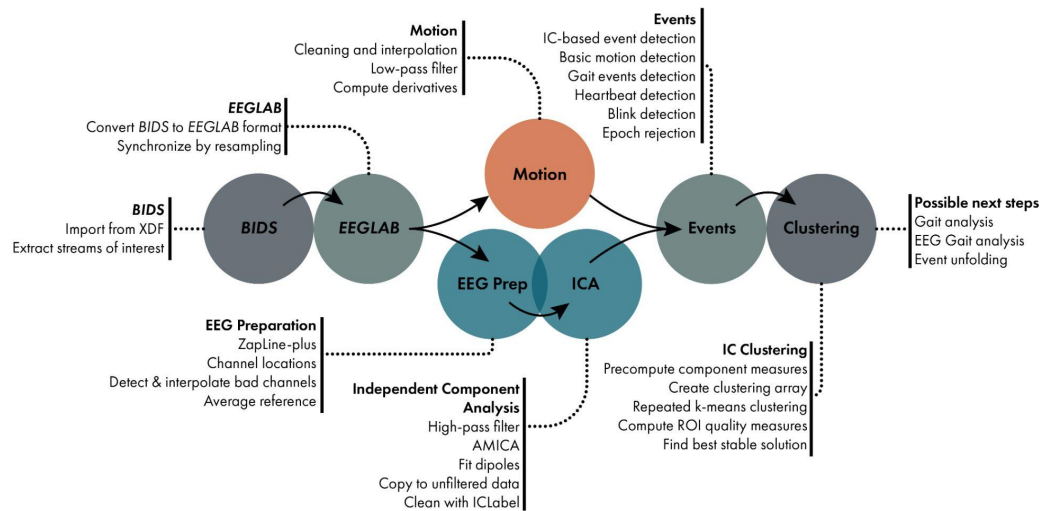 Motion
Cleaning and interpolation
Low-pass filter
Compute derivatives
Events
IC-based event detection
Basic motion detection
Gait events detection
Heartbeat detection
Blink detection
Epoch rejection
EEGLAB
Convert BIDS to EEGLAB format
Synchronize by resampling
BIDS
Import from XDF
Extract streams of interest
BIDS
EEGLAB
Motion
EEG Prep
ICA
Events
Clustering
Possible next steps
Gait analysis
EEG Gait analysis
Event unfolding
EEG Preparation
ZapLine-plus
Channel locations
Detect & interpolate bad channels
Average reference
Independent Component
Analysis
High-pass filter
AMICA
Fit dipoles
Copy to unfiltered data
Clean with ICLabel
IC Clustering
Precompute component measures
Create clustering array
Repeated k-means clustering
Compute ROI quality measures
Find best stable solution